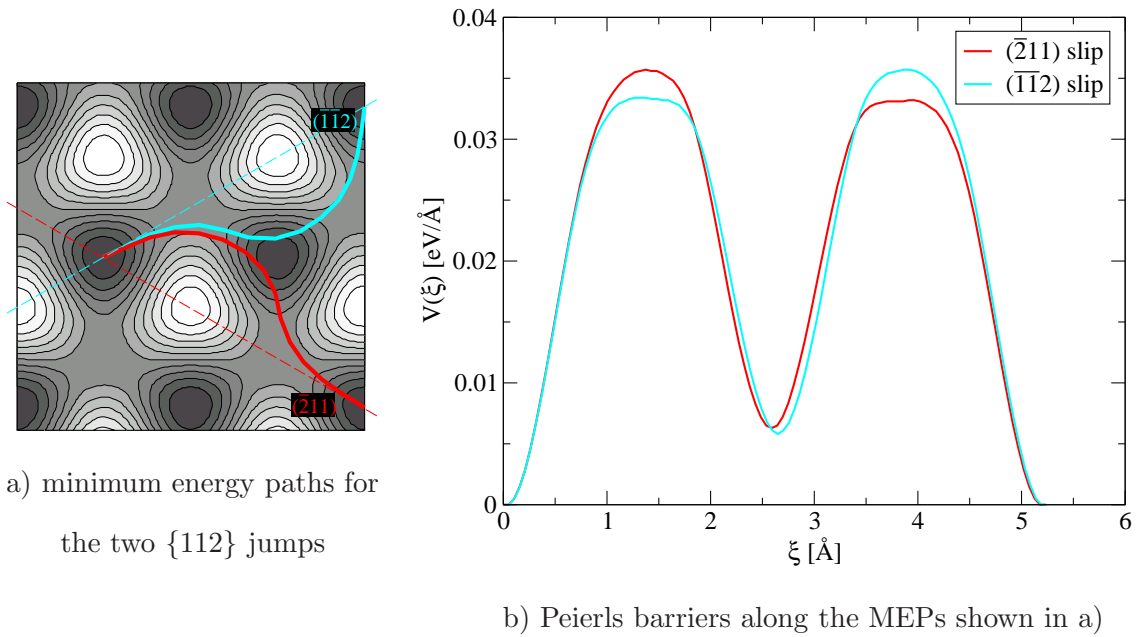 (1̅1̅2)
(2̅11)
a) minimum energy paths for
the two {112} jumps
0.04
0.03
0.02
0.01
0
V(ξ) [eV/Å]
(2̅11) slip
(1̅1̅2) slip
0 1 2 3 4 5 6
ξ [Å]
b) Peierls barriers along the MEPs shown in a)